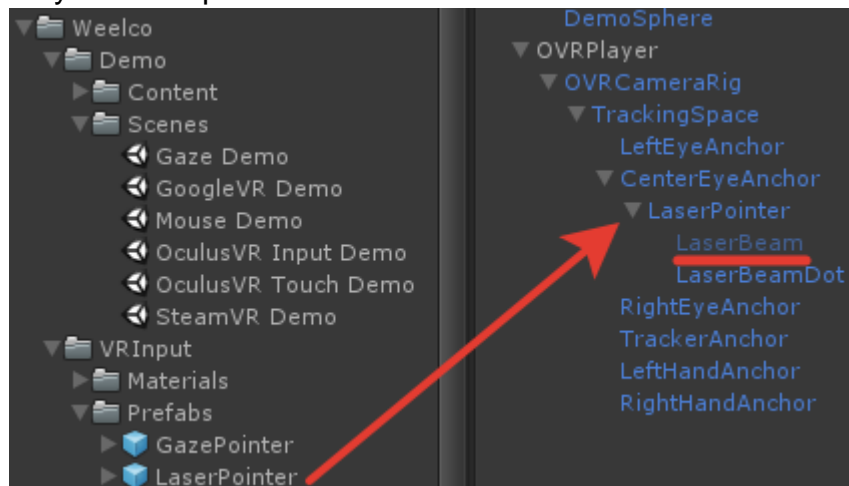 Weelco
Demo
Content
Scenes
Gaze Demo
GoogleVR Demo
Mouse Demo
OculusVR Input Demo
OculusVR Touch Demo
SteamVR Demo
VRInput
Materials
Prefabs
GazePointer
LaserPointer
DemoSphere
OVRPlayer
OVRCameraRig
TrackingSpace
LeftEyeAnchor
CenterEyeAnchor
LaserPointer
LaserBeam
LaserBeamDot
RightEyeAnchor
TrackerAnchor
LeftHandAnchor
RightHandAnchor